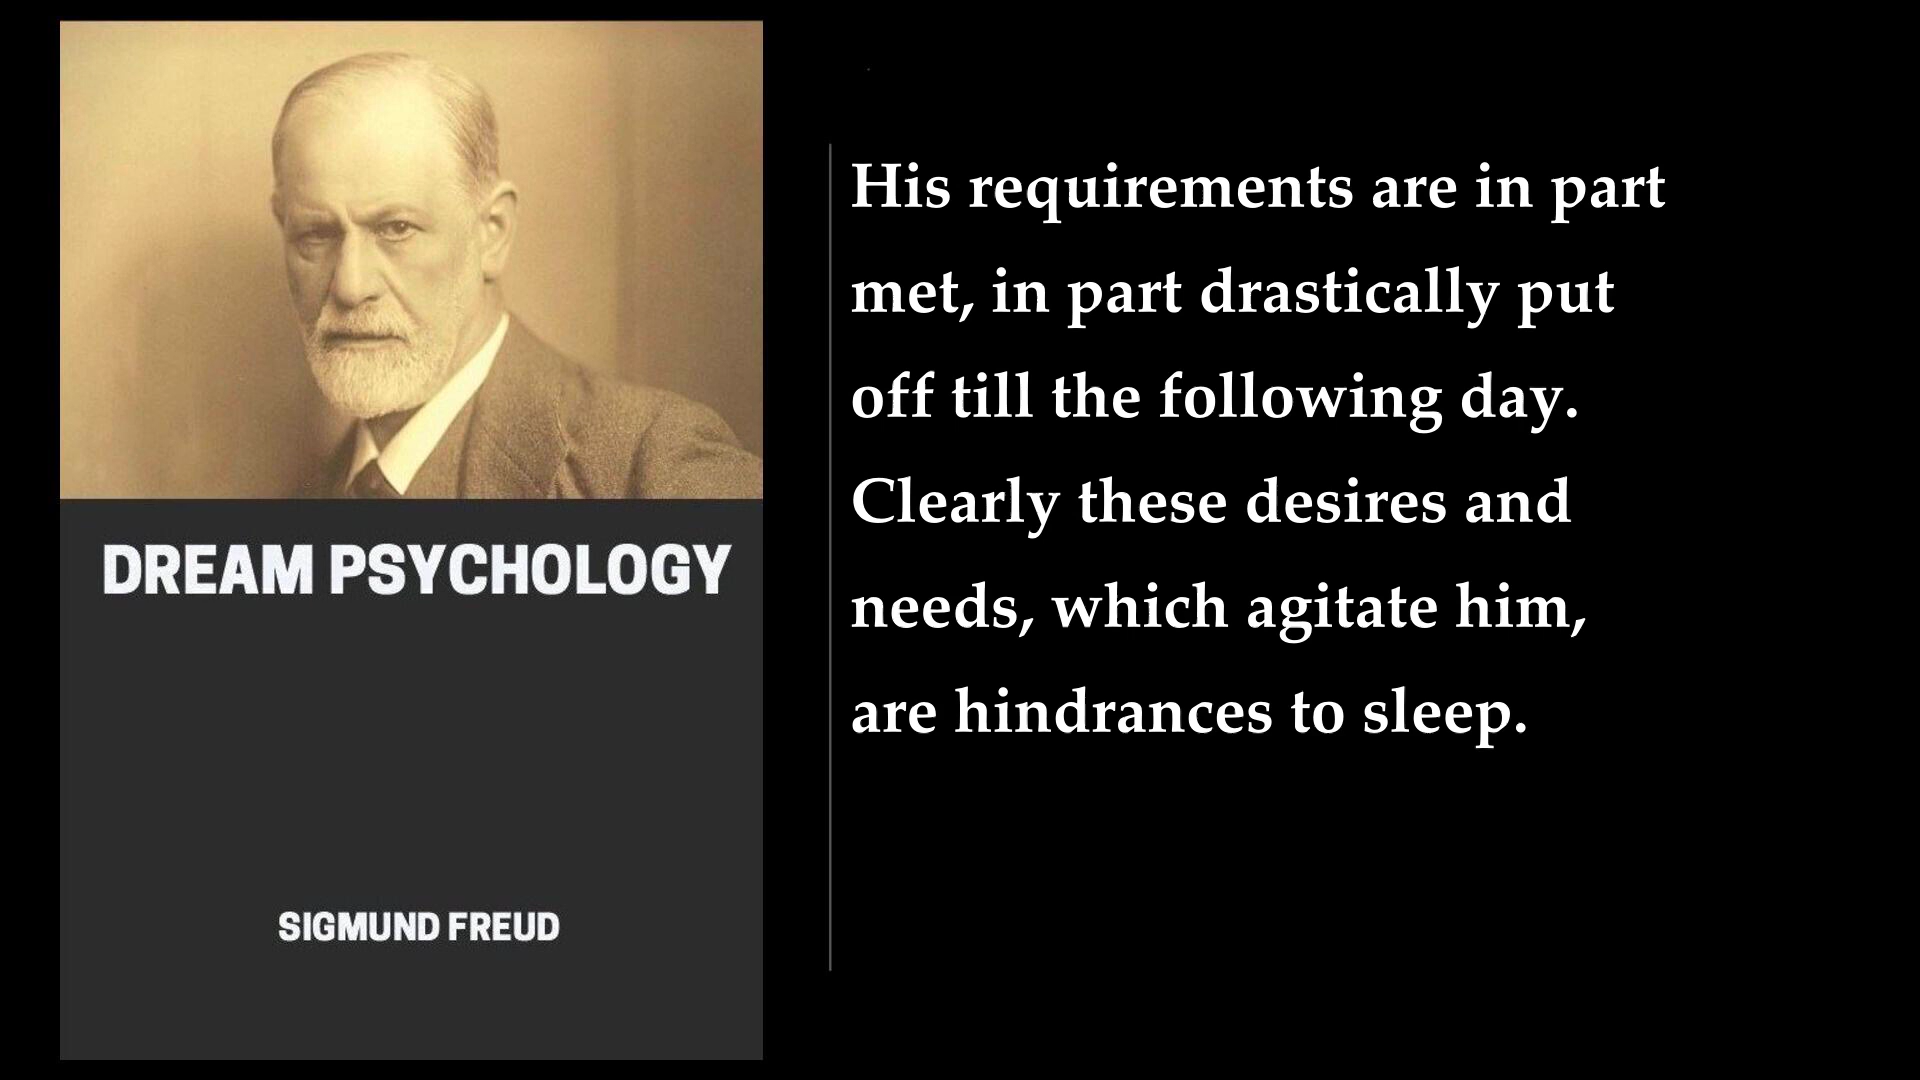 DREAM PSYCHOLOGY
SIGMUND FREUD
His requirements are in part
met, in part drastically put
off till the following day.
Clearly these desires and
needs, which agitate him,
are hindrances to sleep.